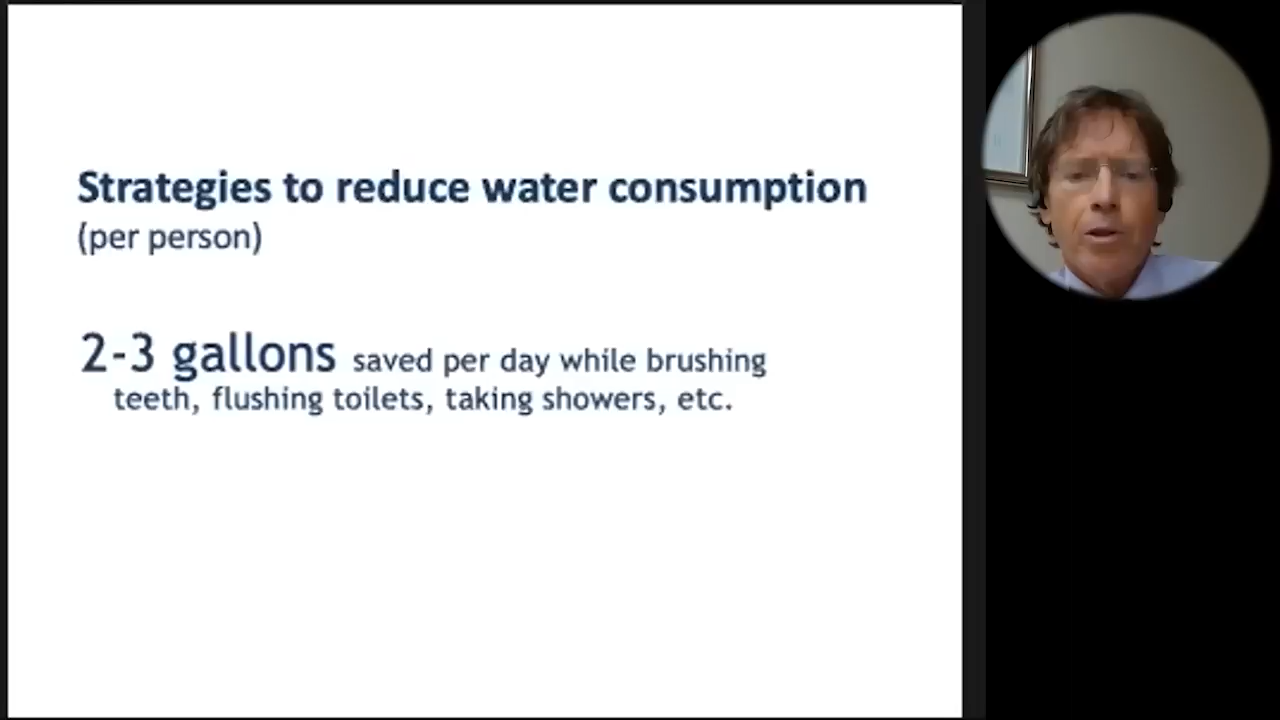 Strategies to reduce water consumption
(per person)
2-3 gallons saved per day while brushing
teeth, flushing toilets, taking showers, etc.